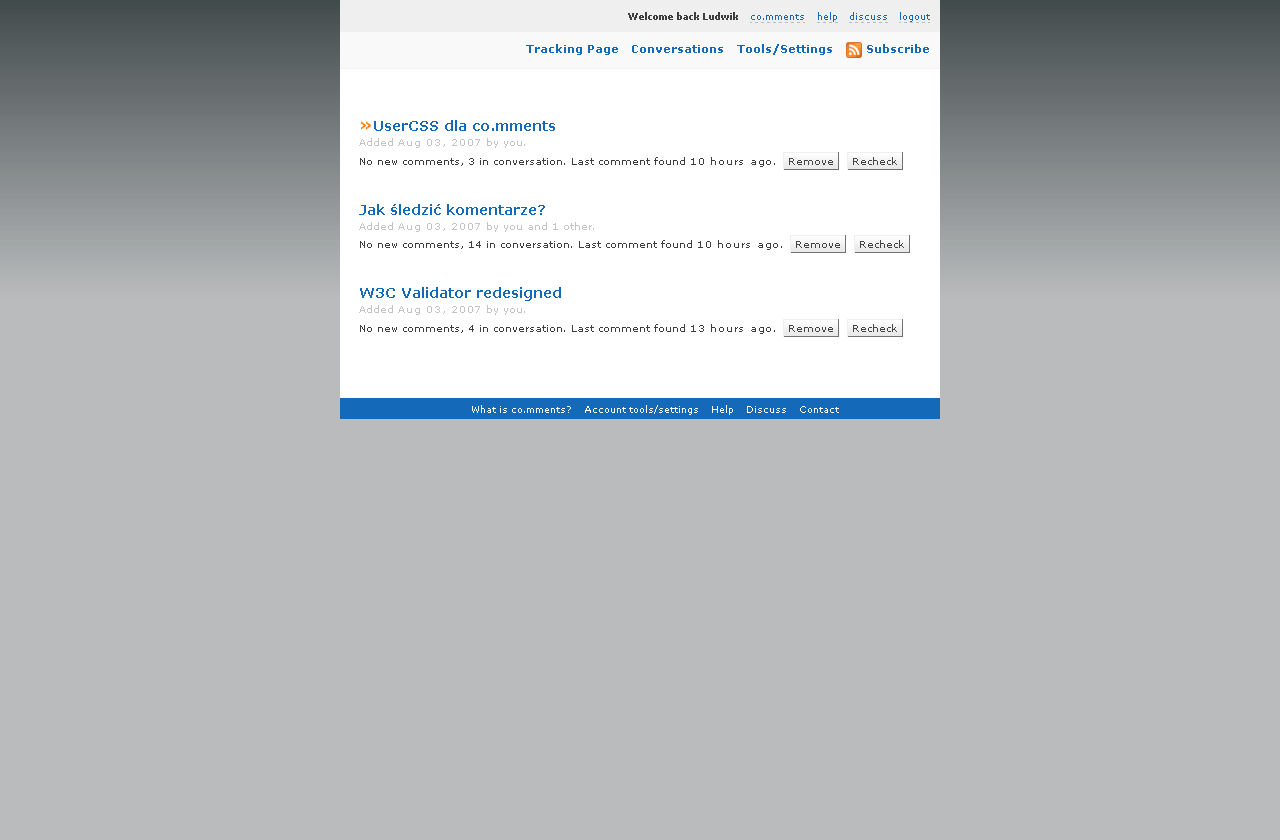 Welcome back Ludwik co.mments help discuss logout
Tracking Page Conversations Tools/Settings Subscribe
»UserCSS dla co.mments
Added Aug 03, 2007 by you.
No new comments, 3 in conversation. Last comment found 10 hours ago. Remove Recheck
Jak śledzić komentarze?
Added Aug 03, 2007 by you and 1 other.
No new comments, 14 in conversation. Last comment found 10 hours ago. Remove Recheck
W3C Validator redesigned
Added Aug 03, 2007 by you.
No new comments, 4 in conversation. Last comment found 13 hours ago. Remove Recheck
What is co.mments? Account tools/settings Help Discuss Contact